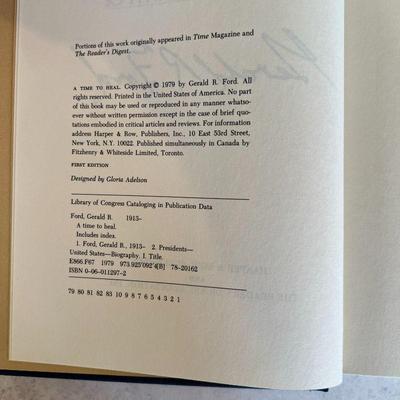 Portions of this work originally appeared in Time Magazine and
The Reader's Digest.
A TIME TO HEAL. Copyright © 1979 by Gerald R. Ford. All
rights reserved. Printed in the United States of America. No part
of this book may be used or reproduced in any manner whatso-
ever without written permission except in the case of brief quo-
tations embodied in critical articles and reviews. For information
address Harper & Row, Publishers, Inc., 10 East 53rd Street,
New York, N.Y. 10022. Published simultaneously in Canada by
Fitzhenry & Whiteside Limited, Toronto.
FIRST EDITION
Designed by Gloria Adelson
Library of Congress Cataloging in Publication Data
Ford, Gerald R. 1913–
A time to heal.
Includes index.
1. Ford, Gerald R., 1913– 2. Presidents—
United States—Biography. I. Title.
E866.F67 1979 973.925′092′4[B] 78-20162
ISBN 0-06-011297-2
79 80 81 82 83 10 9 8 7 6 5 4 3 2 1